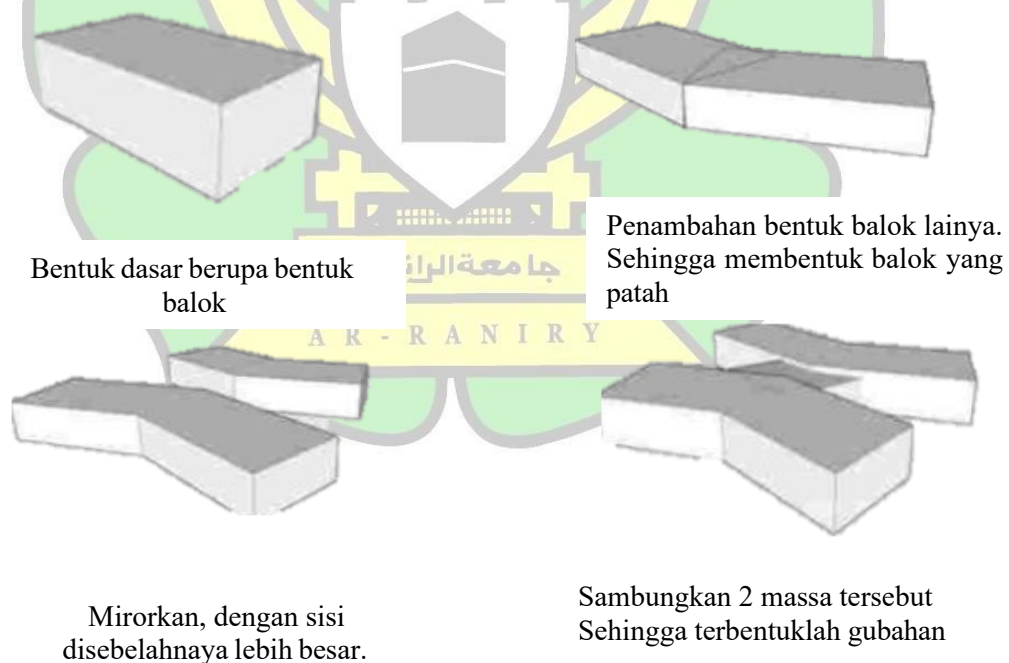 Bentuk dasar berupa bentuk
balok
Penambahan bentuk balok lainya.
Sehingga membentuk balok yang
patah
AR-RANIRY
Mirorkan, dengan sisi
disebelahnaya lebih besar.
Sambungkan 2 massa tersebut
Sehingga terbentuklah gubahan